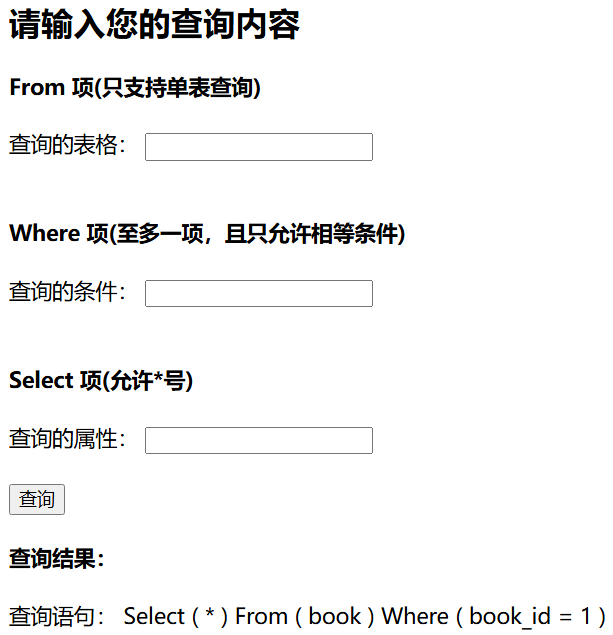 请输入您的查询内容
From 项(只支持单表查询)
查询的表格：
Where 项(至多一项，且只允许相等条件)
查询的条件：
Select 项(允许*号)
查询的属性：
查询
查询结果：
查询语句： Select ( * ) From ( book ) Where ( book_id = 1 )